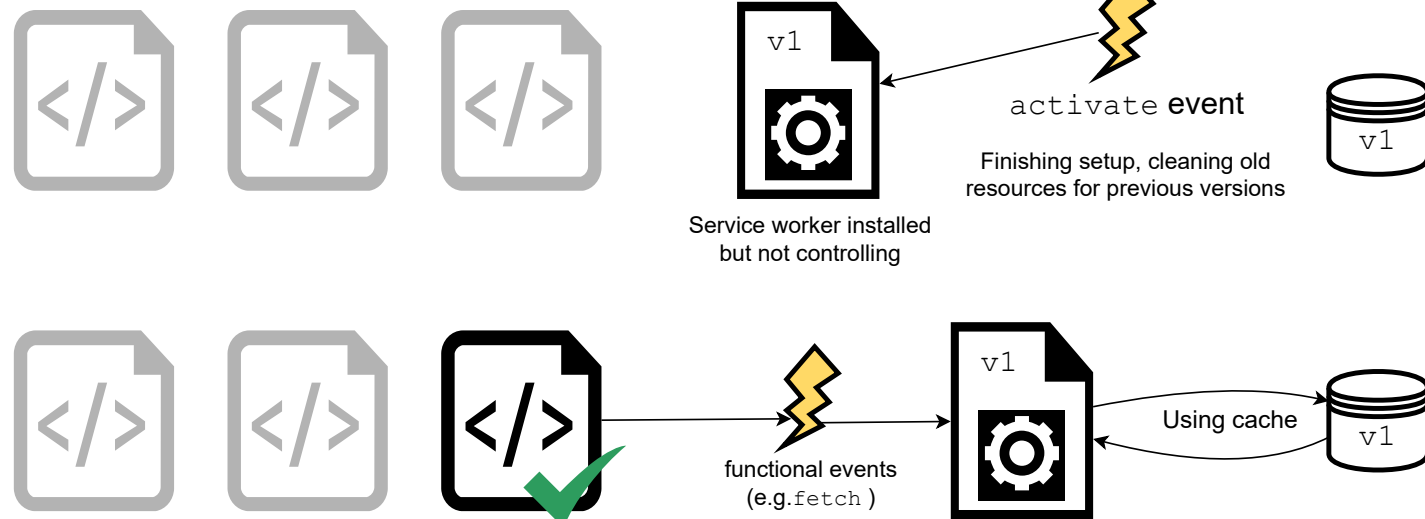 v1
activate event
v1
Finishing setup, cleaning old
resources for previous versions
Service worker installed
but not controlling
v1
Using cache
v1
functional events
(e.g.fetch )